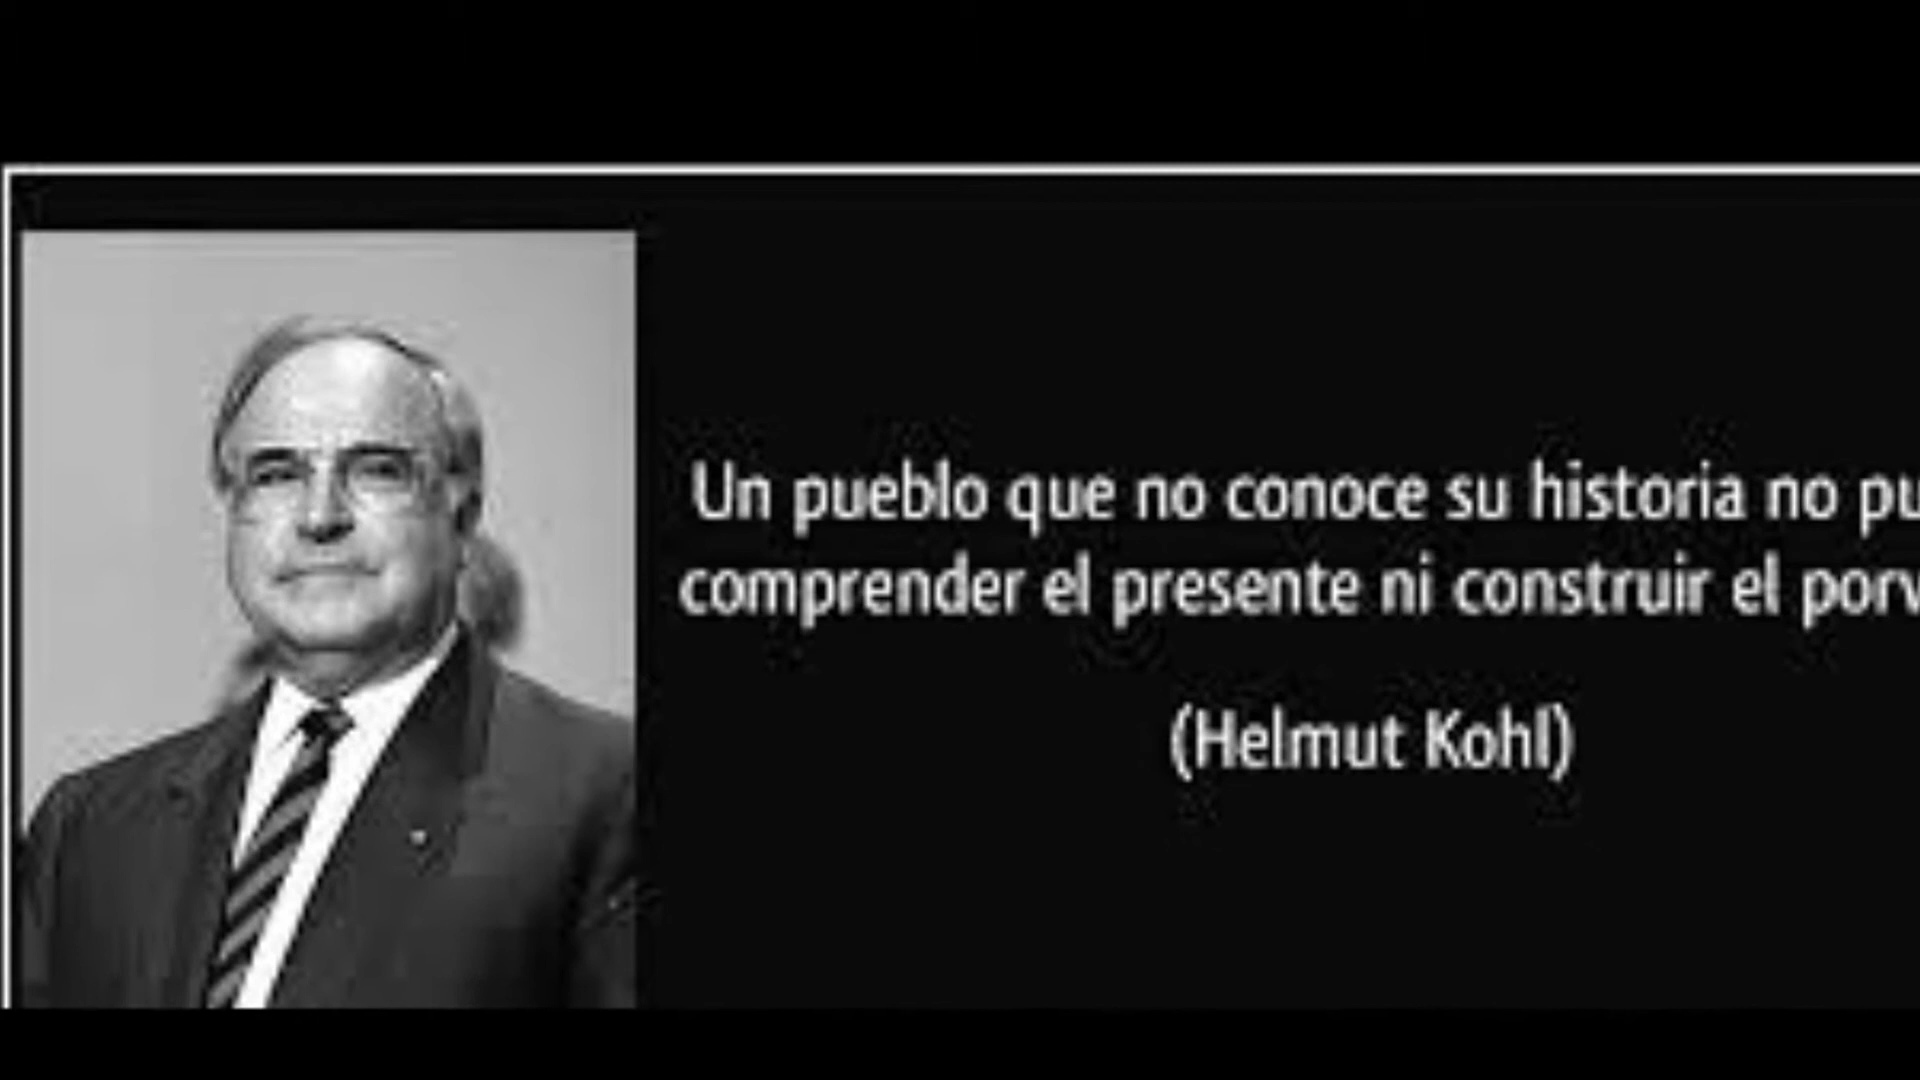 Un pueblo que no conoce su historia no pu
comprender el presente ni construir el porv
(Helmut Kohl)